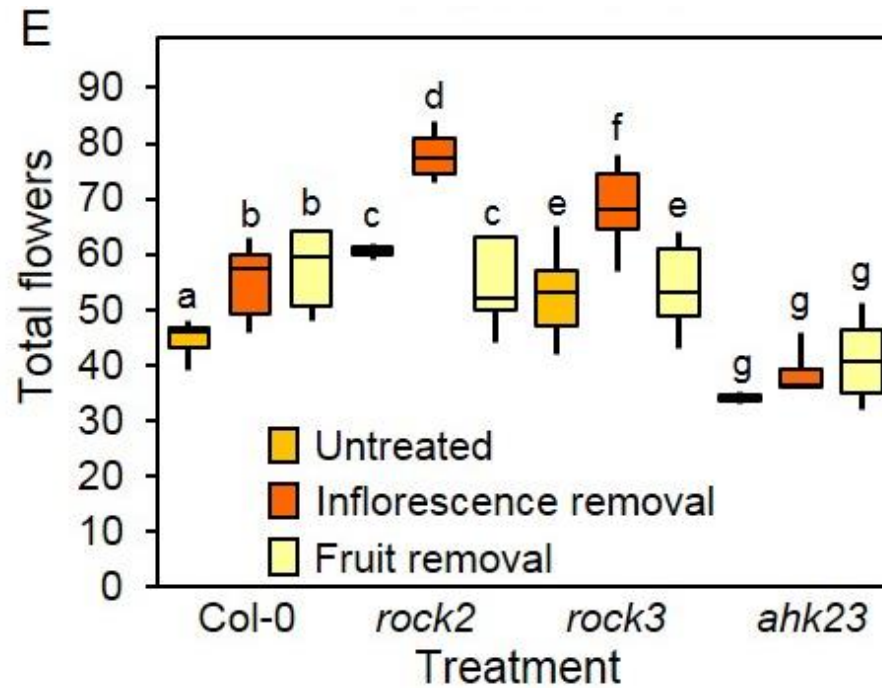 E
Total flowers
90
80
70
60
50
40
30
20
10
0
a
b
b
c
d
c
e
f
e
g
g
g
Untreated
Inflorescence removal
Fruit removal
Col-0 rock2 rock3 ahk23
Treatment